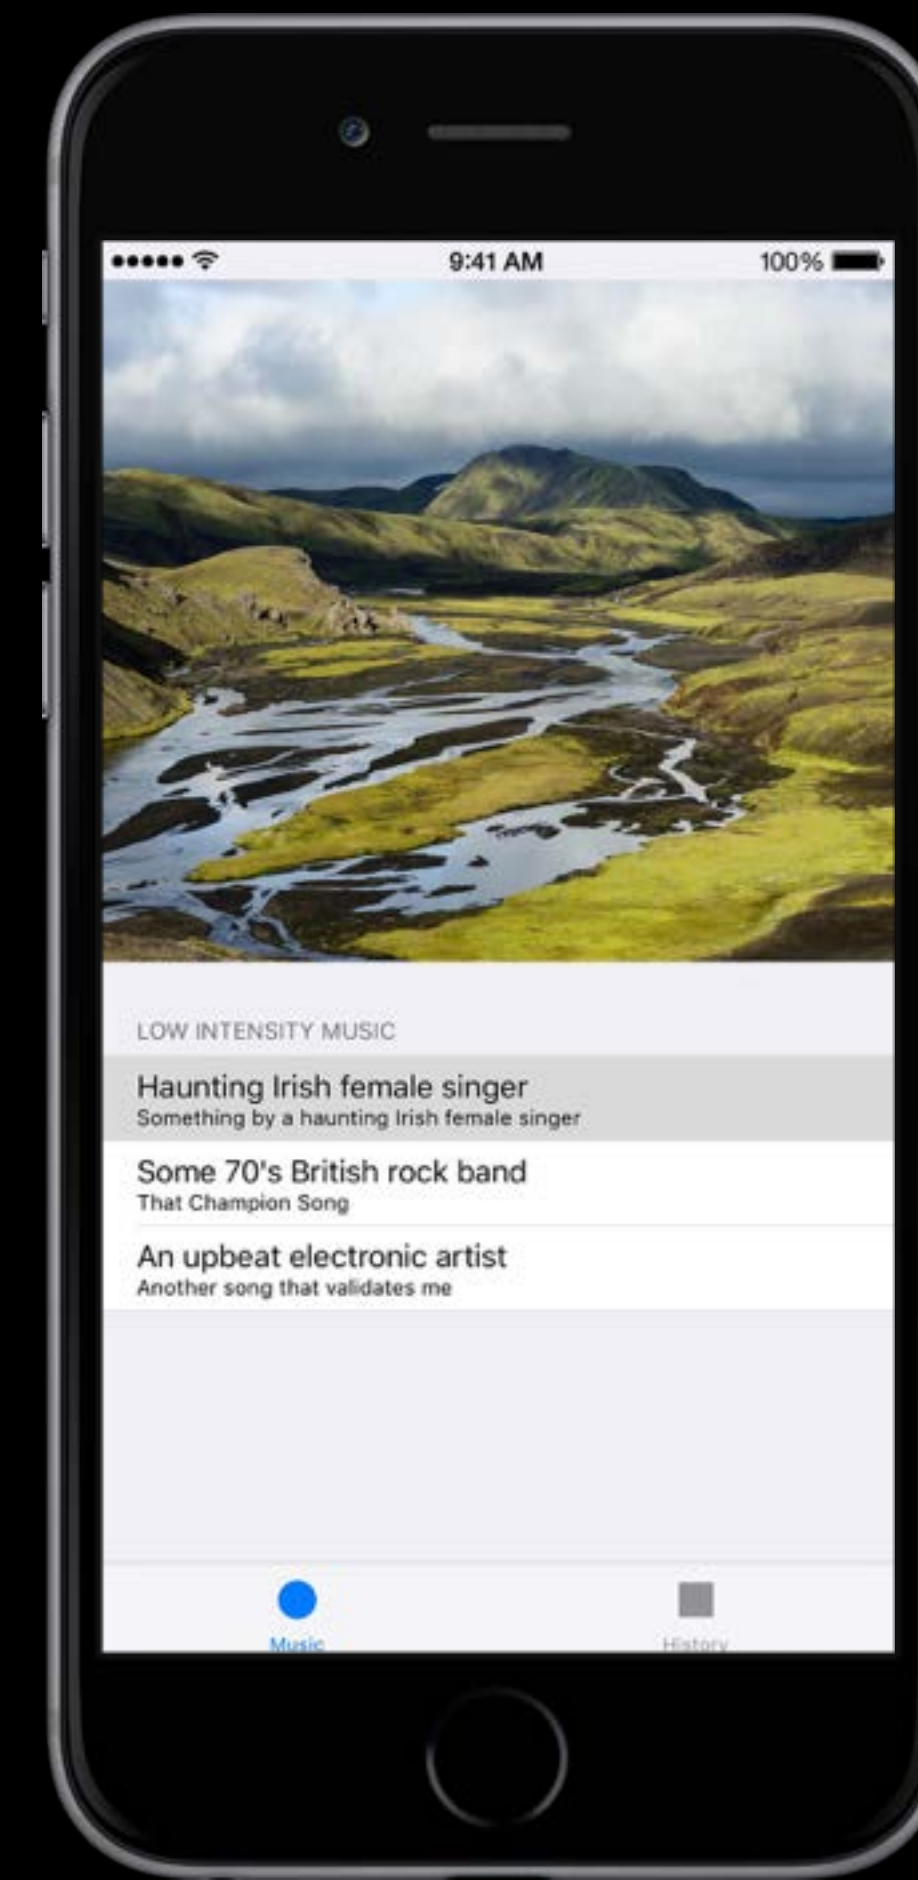 9:41 AM 100%
LOW INTENSITY MUSIC
Haunting Irish female singer
Something by a haunting Irish female singer
Some 70's British rock band
That Champion Song
An upbeat electronic artist
Another song that validates me
Music History